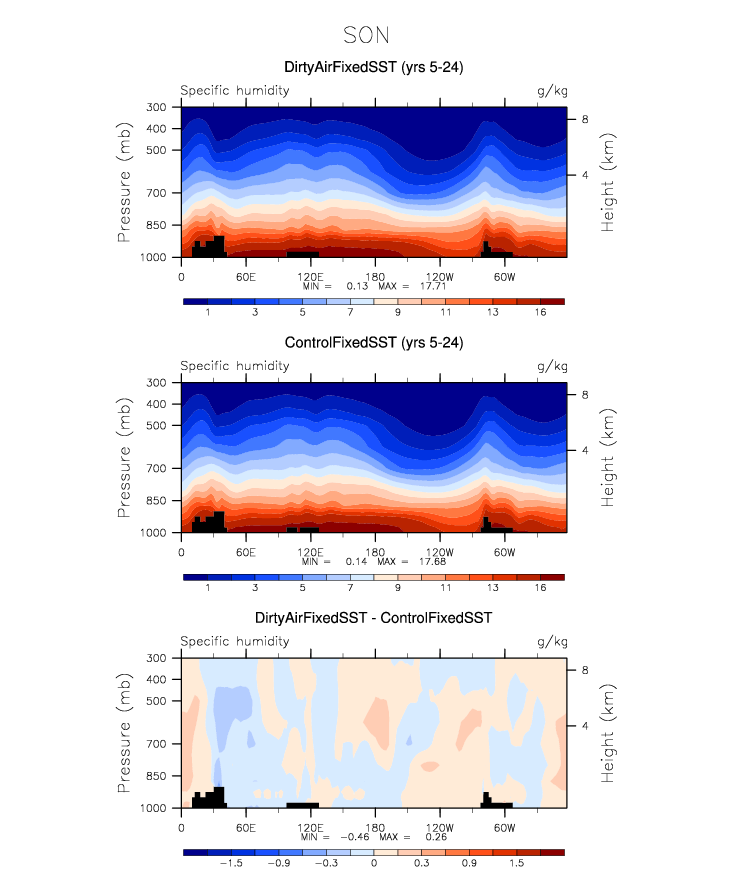 SON
DirtyAirFixedSST (yrs 5-24)
Specific humidity g/kg
Pressure (mb)
300
400
500
700
850
1000
8
4
Height (km)
0 60E 120E 180 120W 60W
MIN = 0.13 MAX = 17.71
1 3 5 7 9 11 13 16
ControlFixedSST (yrs 5-24)
Specific humidity g/kg
Pressure (mb)
300
400
500
700
850
1000
8
4
Height (km)
0 60E 120E 180 120W 60W
MIN = 0.14 MAX = 17.68
1 3 5 7 9 11 13 16
DirtyAirFixedSST - ControlFixedSST
Specific humidity g/kg
Pressure (mb)
300
400
500
700
850
1000
8
4
Height (km)
0 60E 120E 180 120W 60W
MIN = -0.46 MAX = 0.26
-1.5 -0.9 -0.3 0 0.3 0.9 1.5